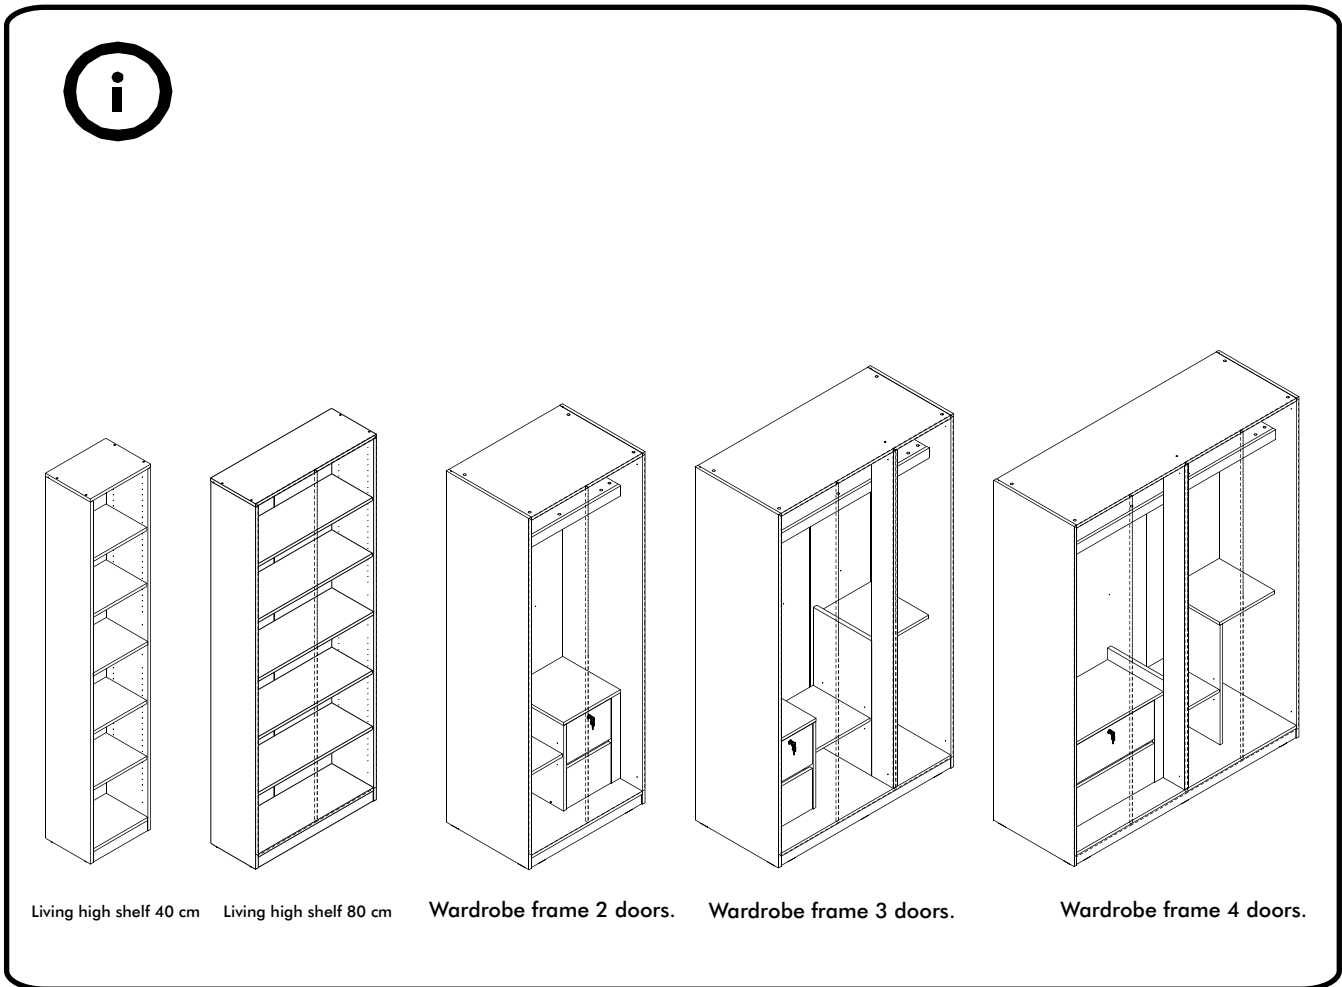 i
Living high shelf 40 cm
Living high shelf 80 cm
Wardrobe frame 2 doors.
Wardrobe frame 3 doors.
Wardrobe frame 4 doors.